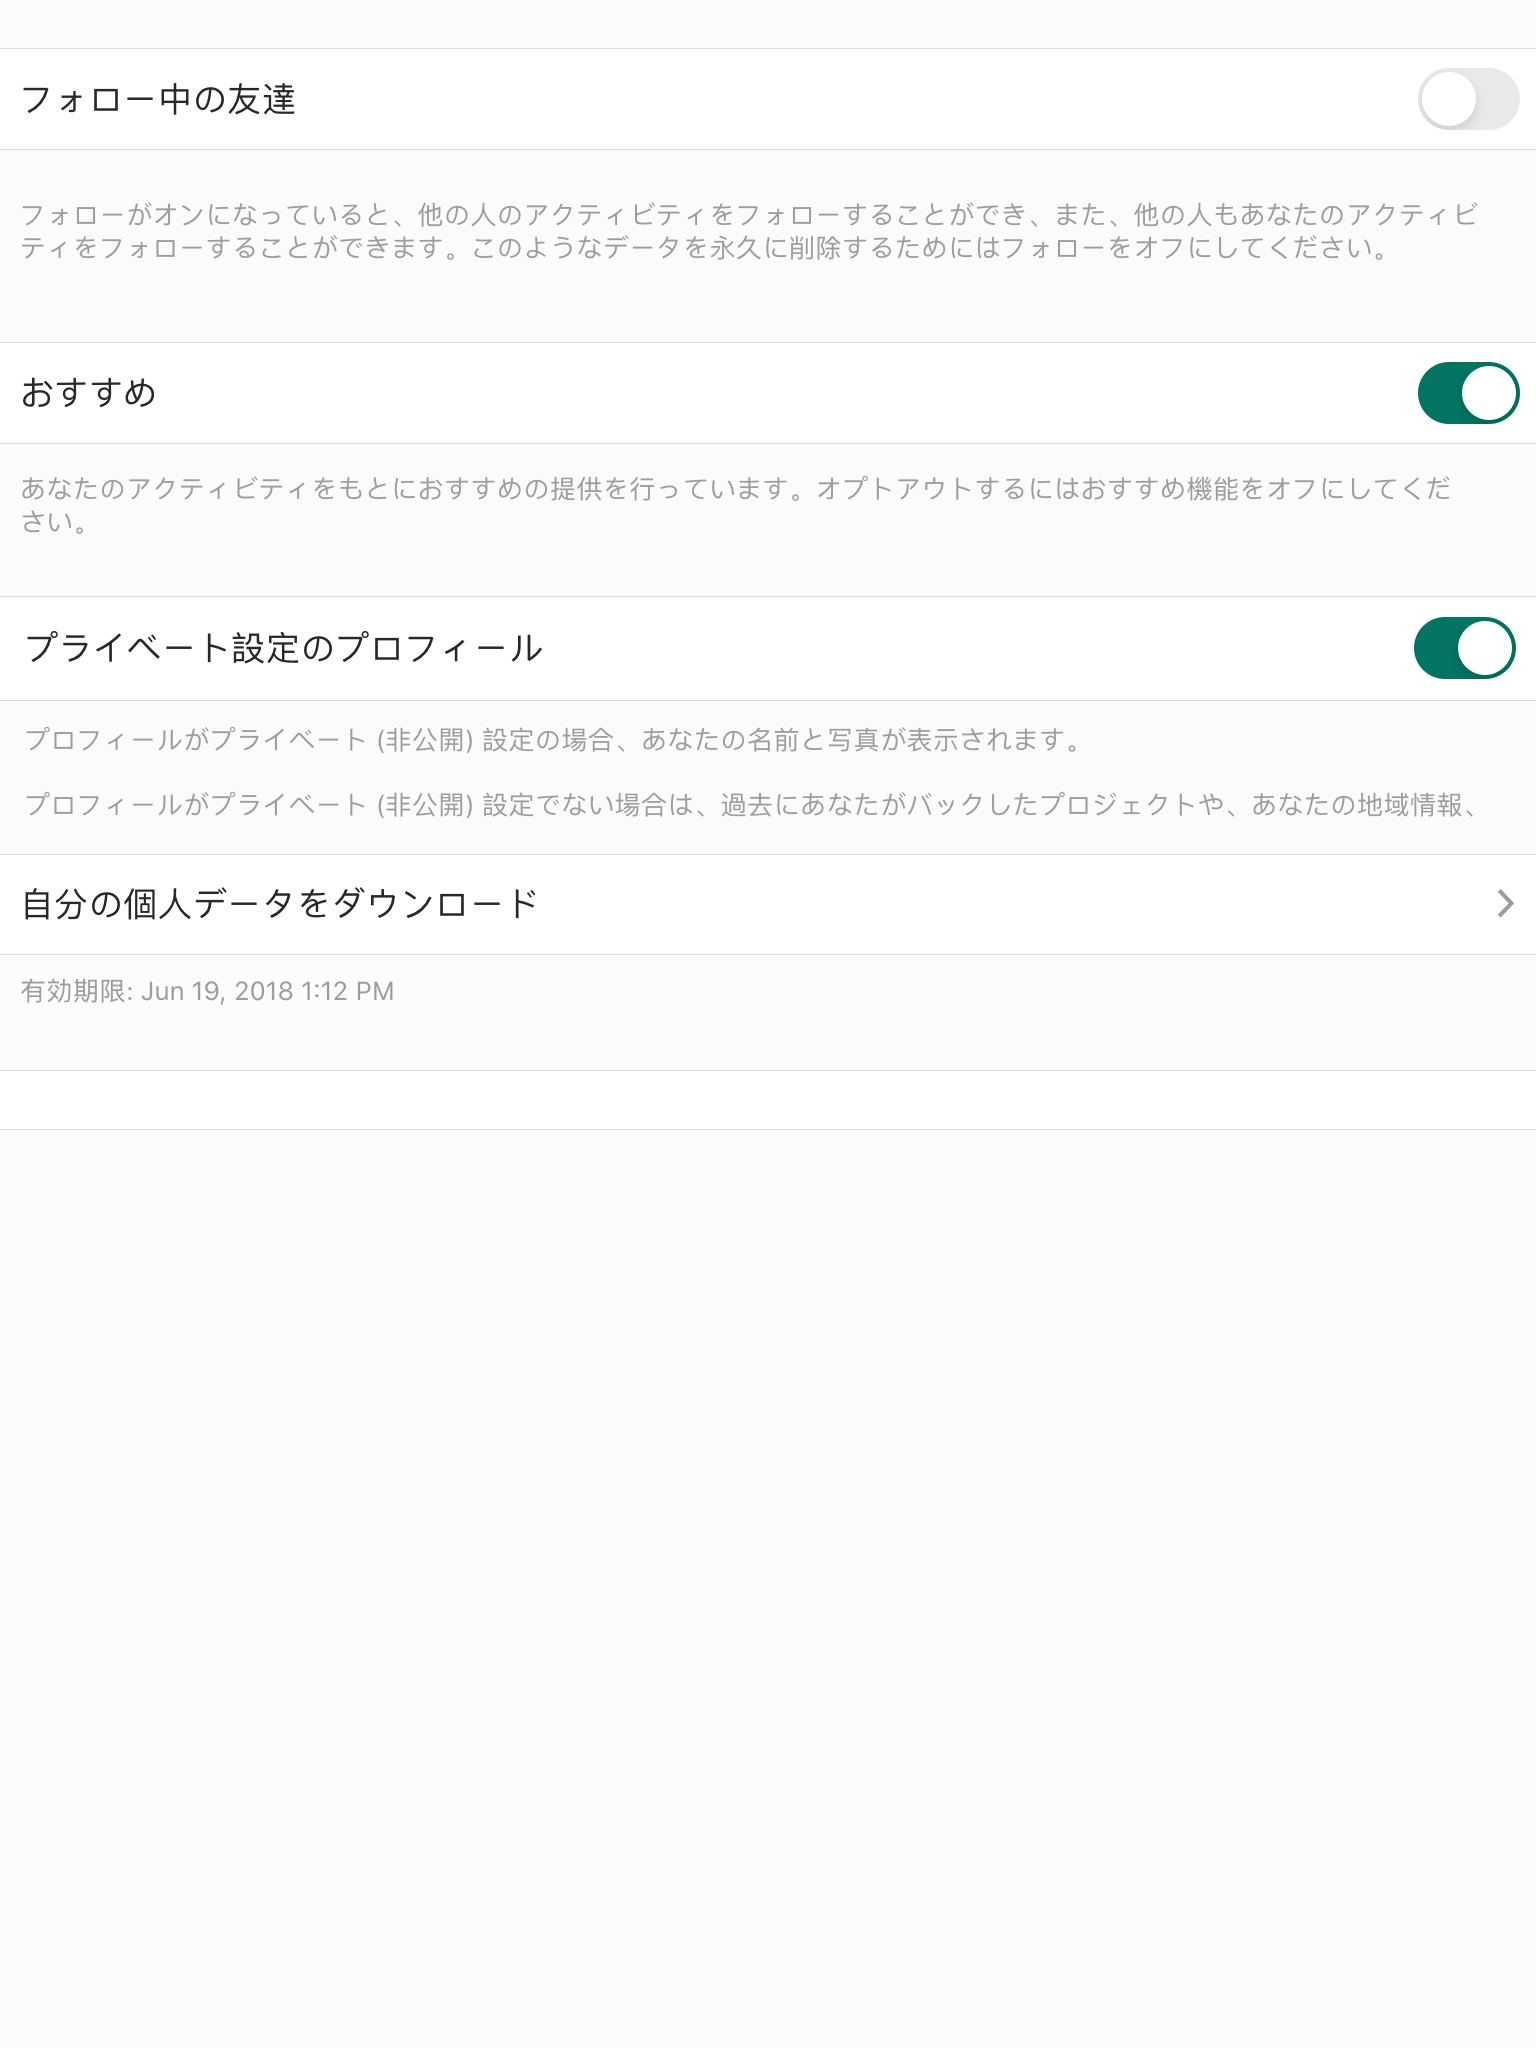 フォロー中の友達
フォローがオンになっていると、他の人のアクティビティをフォローすることができ、また、他の人もあなたのアクティビ
ティをフォローすることができます。このようなデータを永久に削除するためにはフォローをオフにしてください。
おすすめ
あなたのアクティビティをもとにおすすめの提供を行っています。オプトアウトするにはおすすめ機能をオフにしてくだ
さい。
プライベート設定のプロフィール
プロフィールがプライベート (非公開) 設定の場合、あなたの名前と写真が表示されます。
プロフィールがプライベート (非公開) 設定でない場合は、過去にあなたがバックしたプロジェクトや、あなたの地域情報、
自分の個人データをダウンロード
有効期限: Jun 19, 2018 1:12 PM